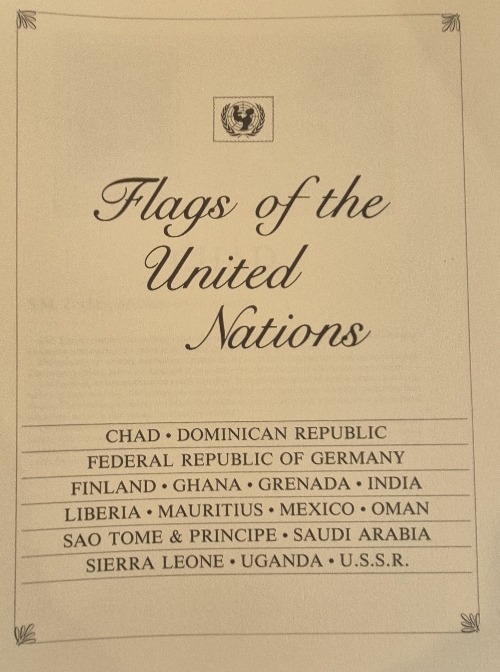 Flags of the
United
Nations
CHAD • DOMINICAN REPUBLIC
FEDERAL REPUBLIC OF GERMANY
FINLAND • GHANA • GRENADA • INDIA
LIBERIA • MAURITIUS • MEXICO • OMAN
SAO TOME & PRINCIPE • SAUDI ARABIA
SIERRA LEONE • UGANDA • U.S.S.R.